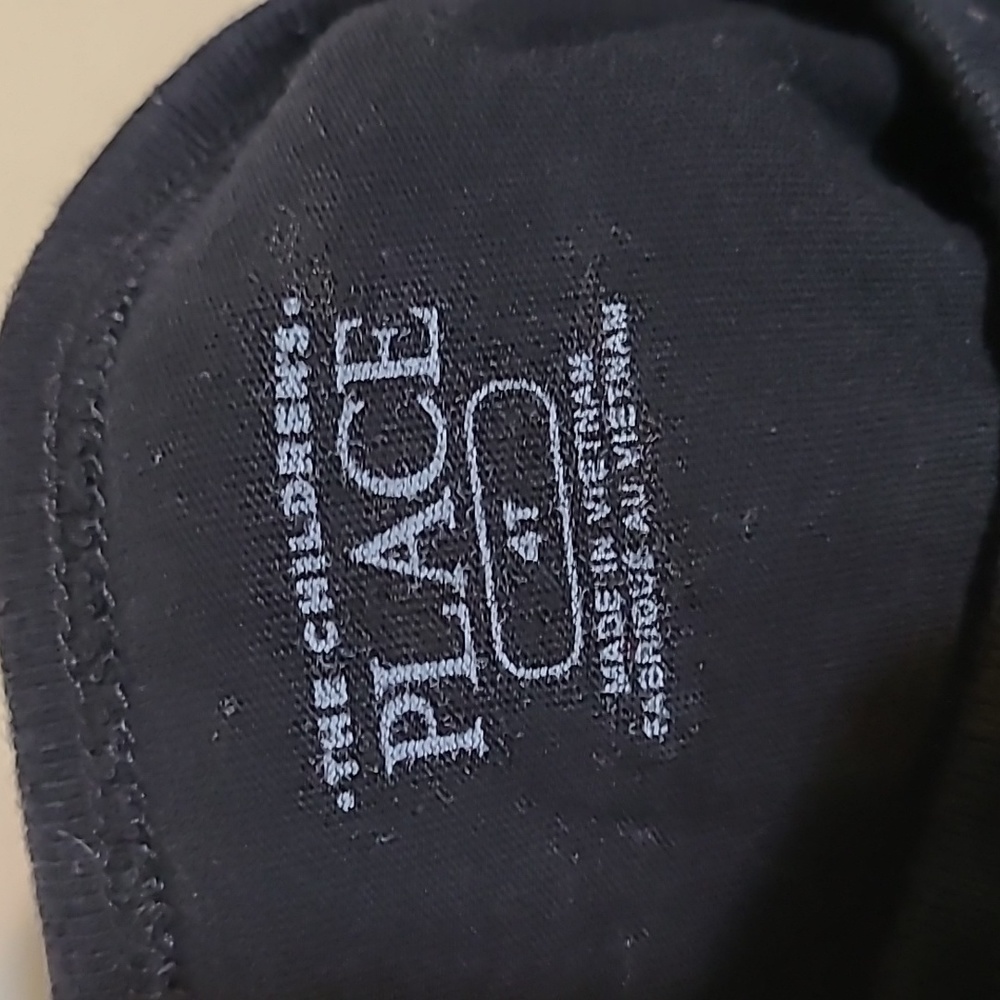 • THE CHILDREN'S •
PLACE
4T
MADE IN VIETNAM
FABRIQUÉ AU VIETNAM